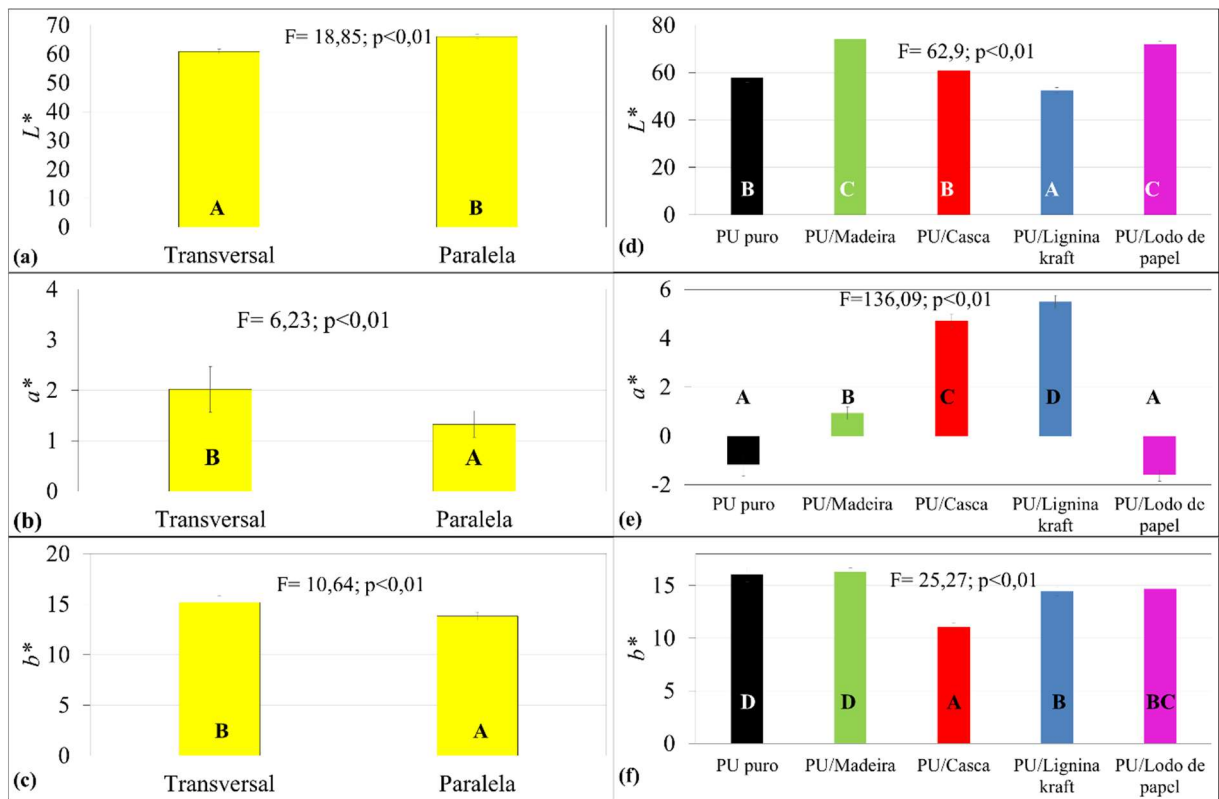 70
60
50
40
30
20
10
0
L*
F= 18,85; p<0,01
A
B
Transversal
Paralela
(a)
80
60
40
20
0
L*
F= 62,9; p<0,01
B
C
B
A
C
PU puro
PU/Madeira
PU/Casca
PU/Lignina
kraft
PU/Lodo de
papel
(d)
4
3
2
1
0
a*
F= 6,23; p<0,01
B
A
Transversal
Paralela
(b)
6
4
2
0
-2
a*
F=136,09; p<0,01
A
B
C
D
A
PU puro
PU/Madeira
PU/Casca
PU/Lignina
kraft
PU/Lodo de
papel
(e)
20
15
10
5
0
b*
F= 10,64; p<0,01
B
A
Transversal
Paralela
(c)
15
10
5
0
b*
F= 25,27; p<0,01
D
D
A
B
BC
PU puro
PU/Madeira
PU/Casca
PU/Lignina
kraft
PU/Lodo de
papel
(f)